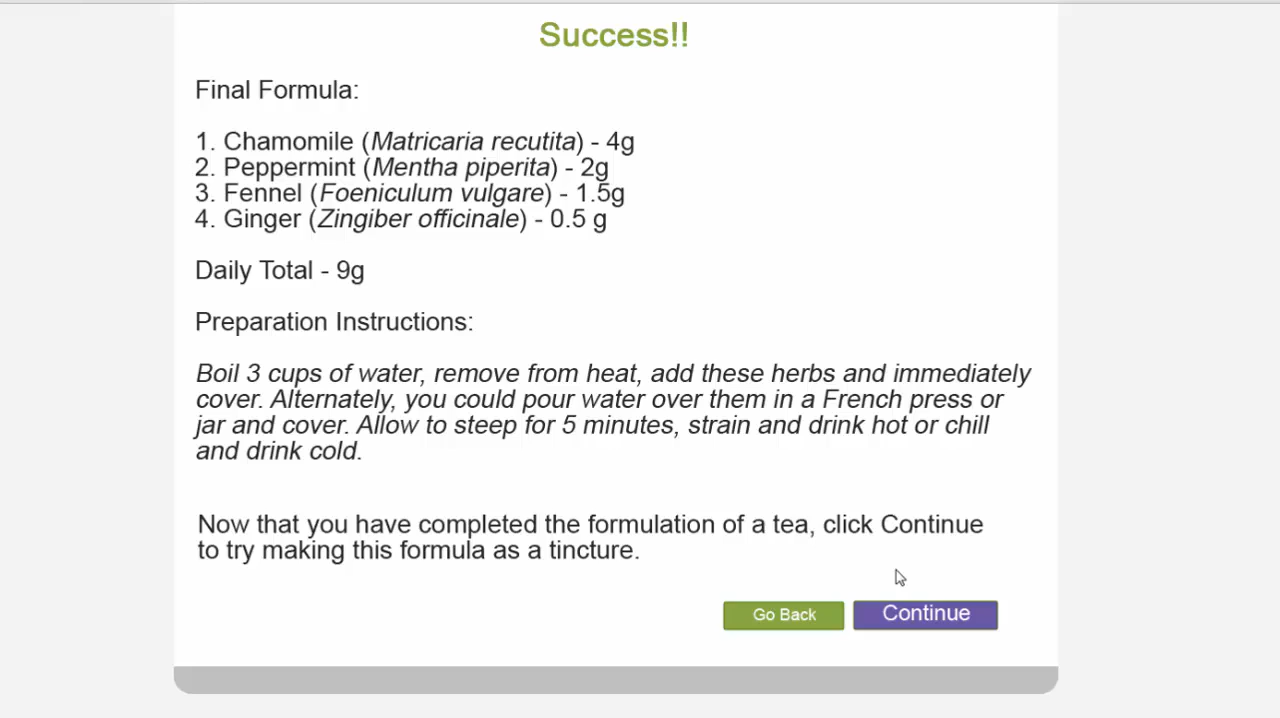 Success!!
Final Formula:
1. Chamomile (Matricaria recutita) - 4g
2. Peppermint (Mentha piperita) - 2g
3. Fennel (Foeniculum vulgare) - 1.5g
4. Ginger (Zingiber officinale) - 0.5 g
Daily Total - 9g
Preparation Instructions:
Boil 3 cups of water, remove from heat, add these herbs and immediately
cover. Alternately, you could pour water over them in a French press or
jar and cover. Allow to steep for 5 minutes, strain and drink hot or chill
and drink cold.
Now that you have completed the formulation of a tea, click Continue
to try making this formula as a tincture.
Go Back
Continue